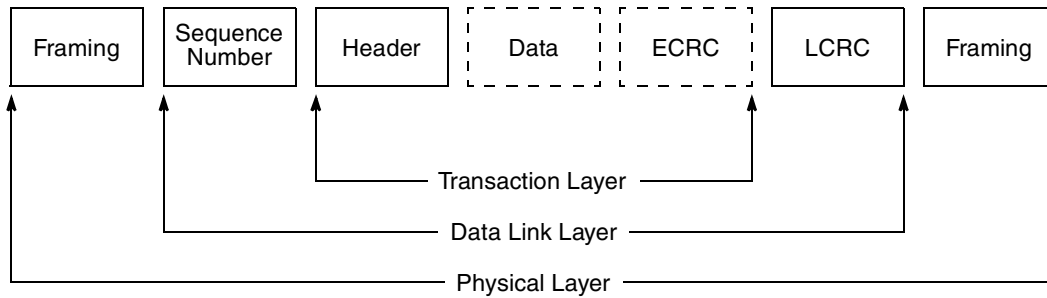 Framing
Sequence
Number
Header
Data
ECRC
LCRC
Framing
Transaction Layer
Data Link Layer
Physical Layer